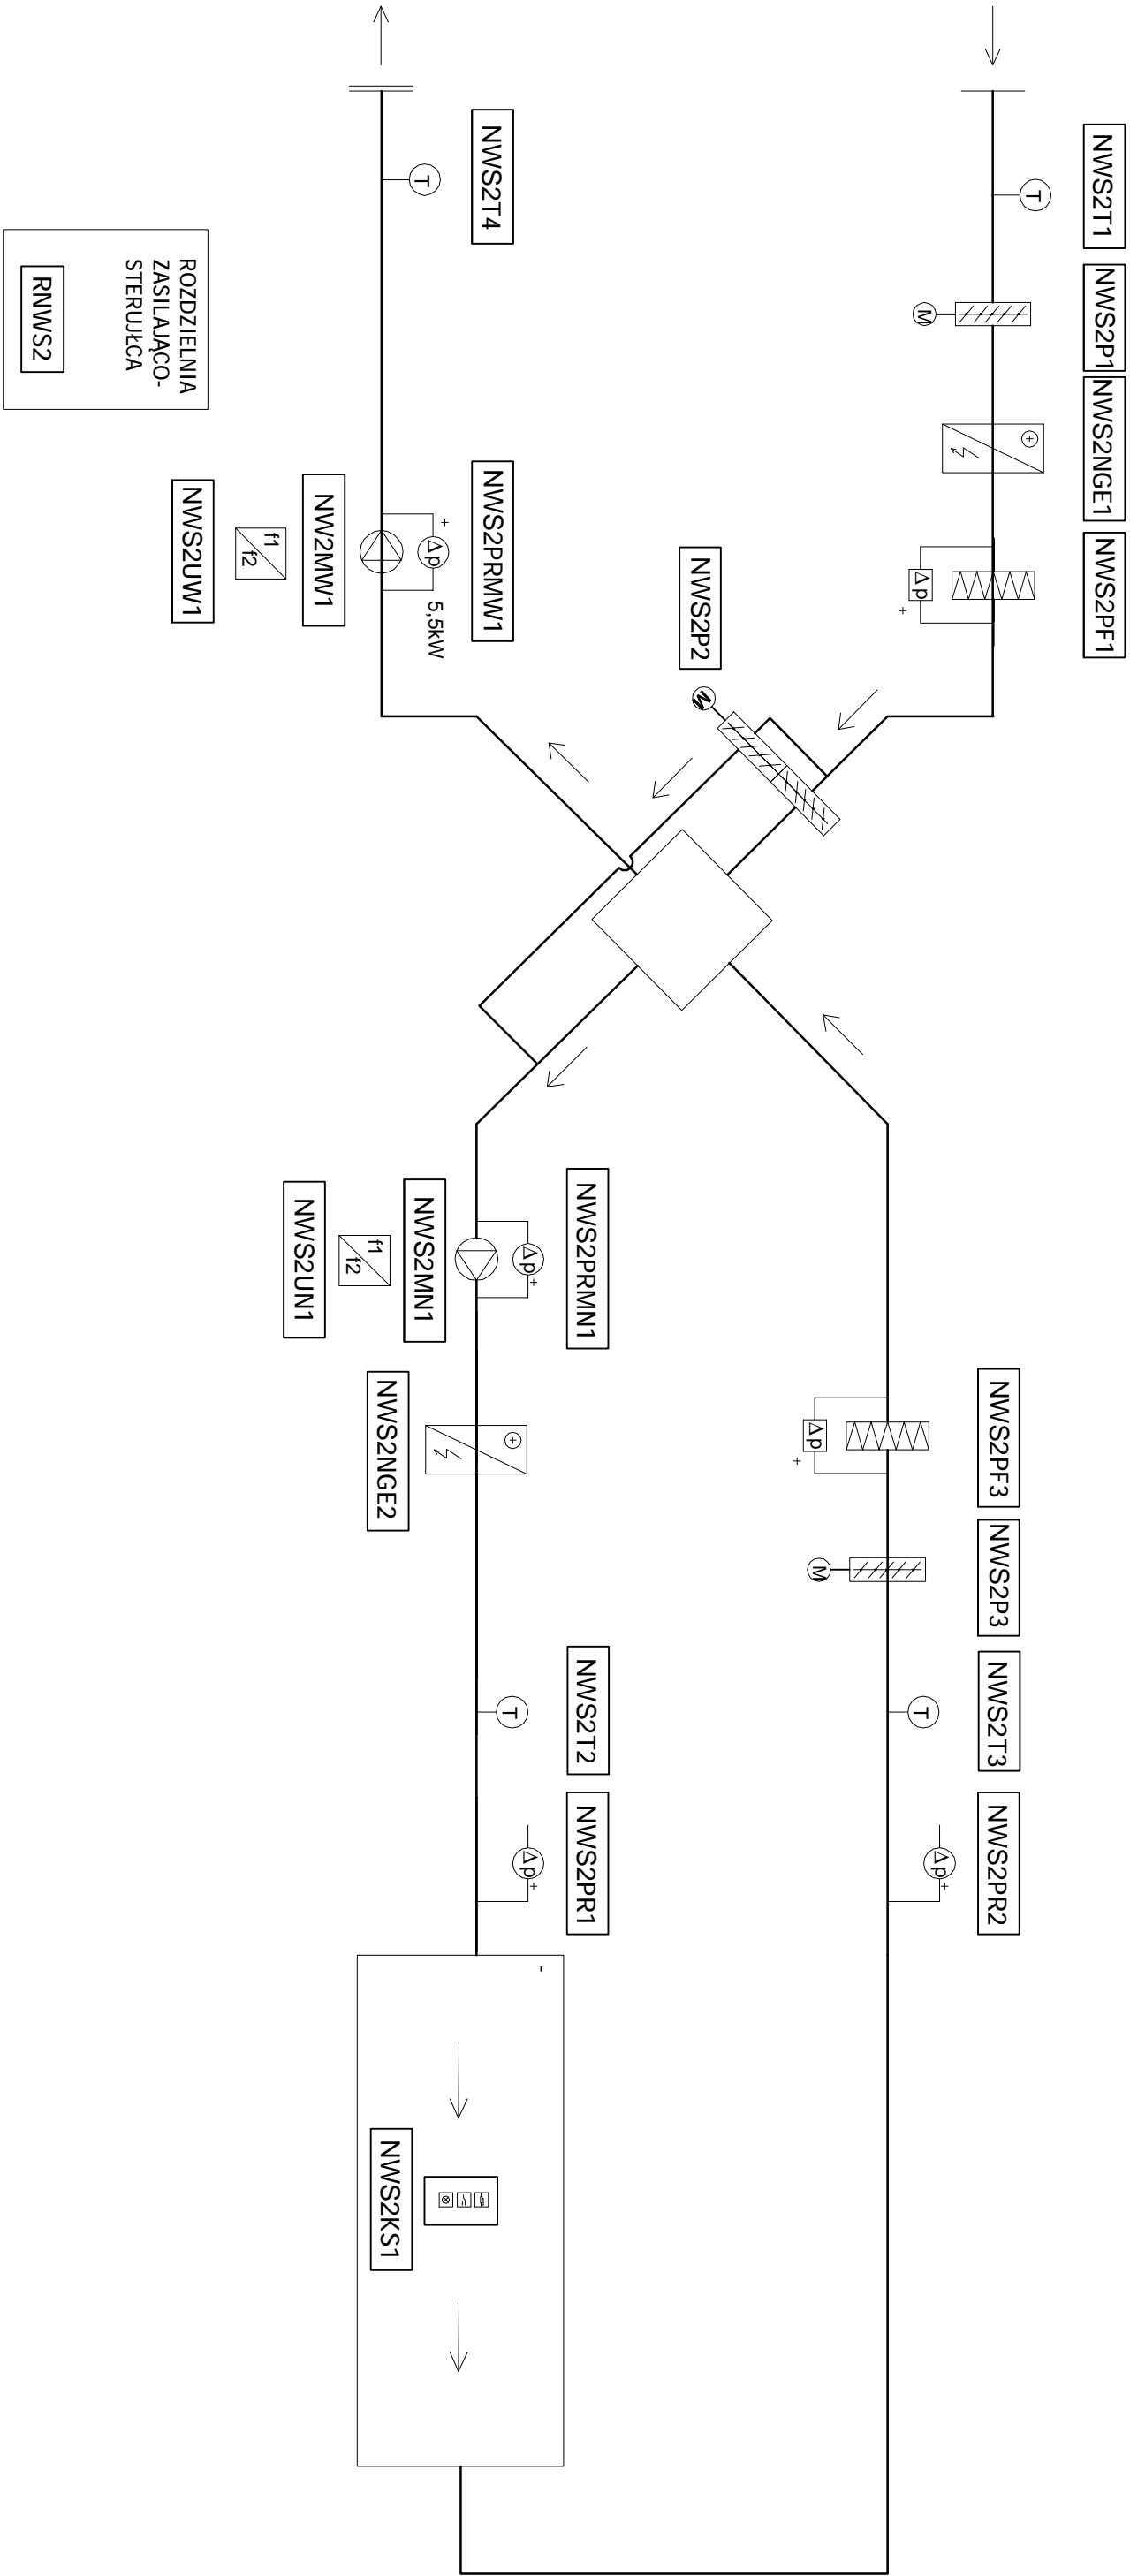 NWS2T1
NWS2P1
NWS2NGE1
NWS2PF1
NWS2PF3
NWS2P3
NWS2T3
NWS2PR2
T
M
+
Δp
+
Δp
+
M
T
Δp
+
NWS2P2
M
NWS2T4
NWS2PRMW1
NWS2PRMN1
NWS2T2
NWS2PR1
T
+
Δp
5,5kW
Δp
+
+
T
Δp
+
-
NW2MW1
NWS2MN1
NWS2NGE2
NWS2KS1
f1
f2
f1
f2
NWS2UW1
NWS2UN1
ROZDZIELNIA
ZASILAJĄCO-
STERUJŁCA
RNWS2